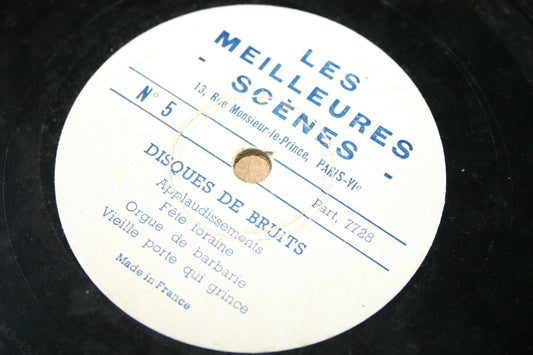 LES
MEILLEURES
- SCÈNES -
13, Rue Monsieur-le-Prince, PARIS-VIe
N° 5
Part. 7728
DISQUES DE BRUITS
Applaudissements
Fête foraine
Orgue de barbarie
Vieille porte qui grince
Made in France